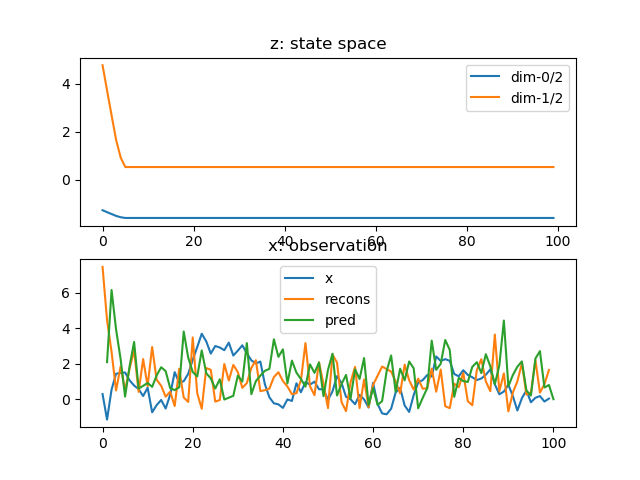 z: state space
4
2
0
dim-0/2
dim-1/2
0 20 40 60 80 100
x: observation
6
4
2
0
x
recons
pred
0 20 40 60 80 100